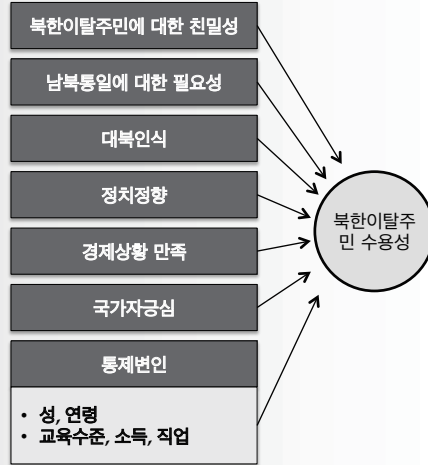 북한이탈주민에 대한 친밀성
남북통일에 대한 필요성
대북인식
정치정향
경제상황 만족
국가자긍심
통제변인
• 성, 연령
• 교육수준, 소득, 직업
북한이탈주
민 수용성